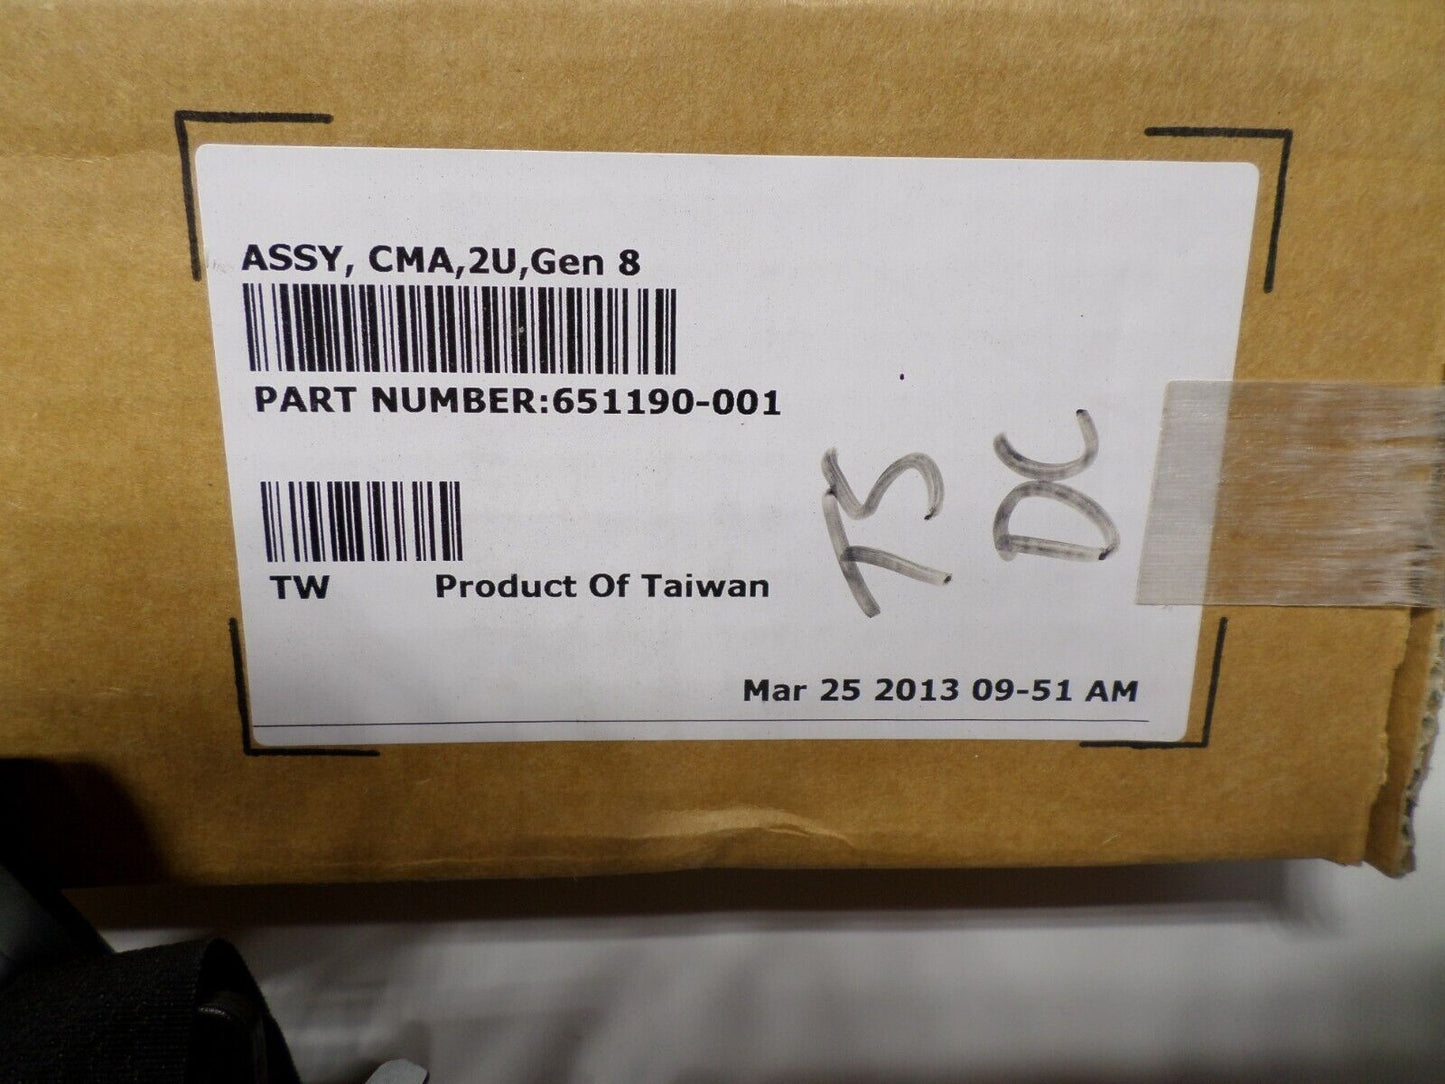 ASSY, CMA,2U,Gen 8
PART NUMBER:651190-001
TW Product Of Taiwan
Mar 25 2013 09-51 AM
DC